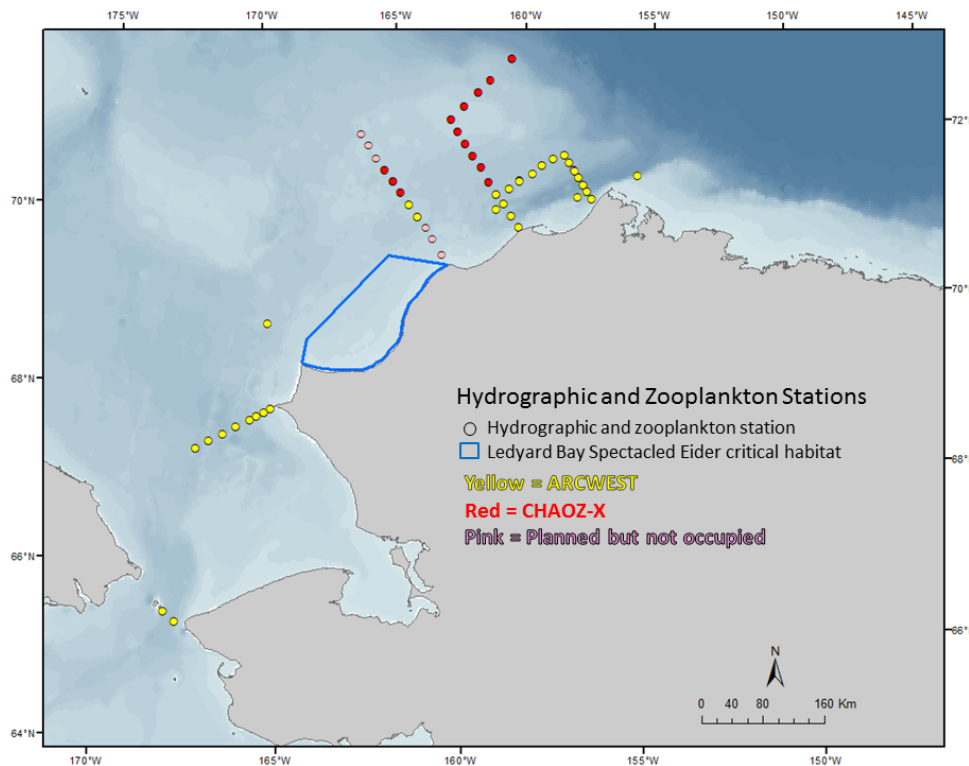 175°W 170°W 165°W 160°W 155°W 150°W 145°W
72°N
70°N
70°N
68°N
68°N
66°N
66°N
64°N
Hydrographic and Zooplankton Stations
Hydrographic and zooplankton station
Ledyard Bay Spectacled Eider critical habitat
Yellow = ARCWEST
Red = CHAOZ-X
Pink = Planned but not occupied
N
0 40 80 160 Km
170°W 165°W 160°W 155°W 150°W